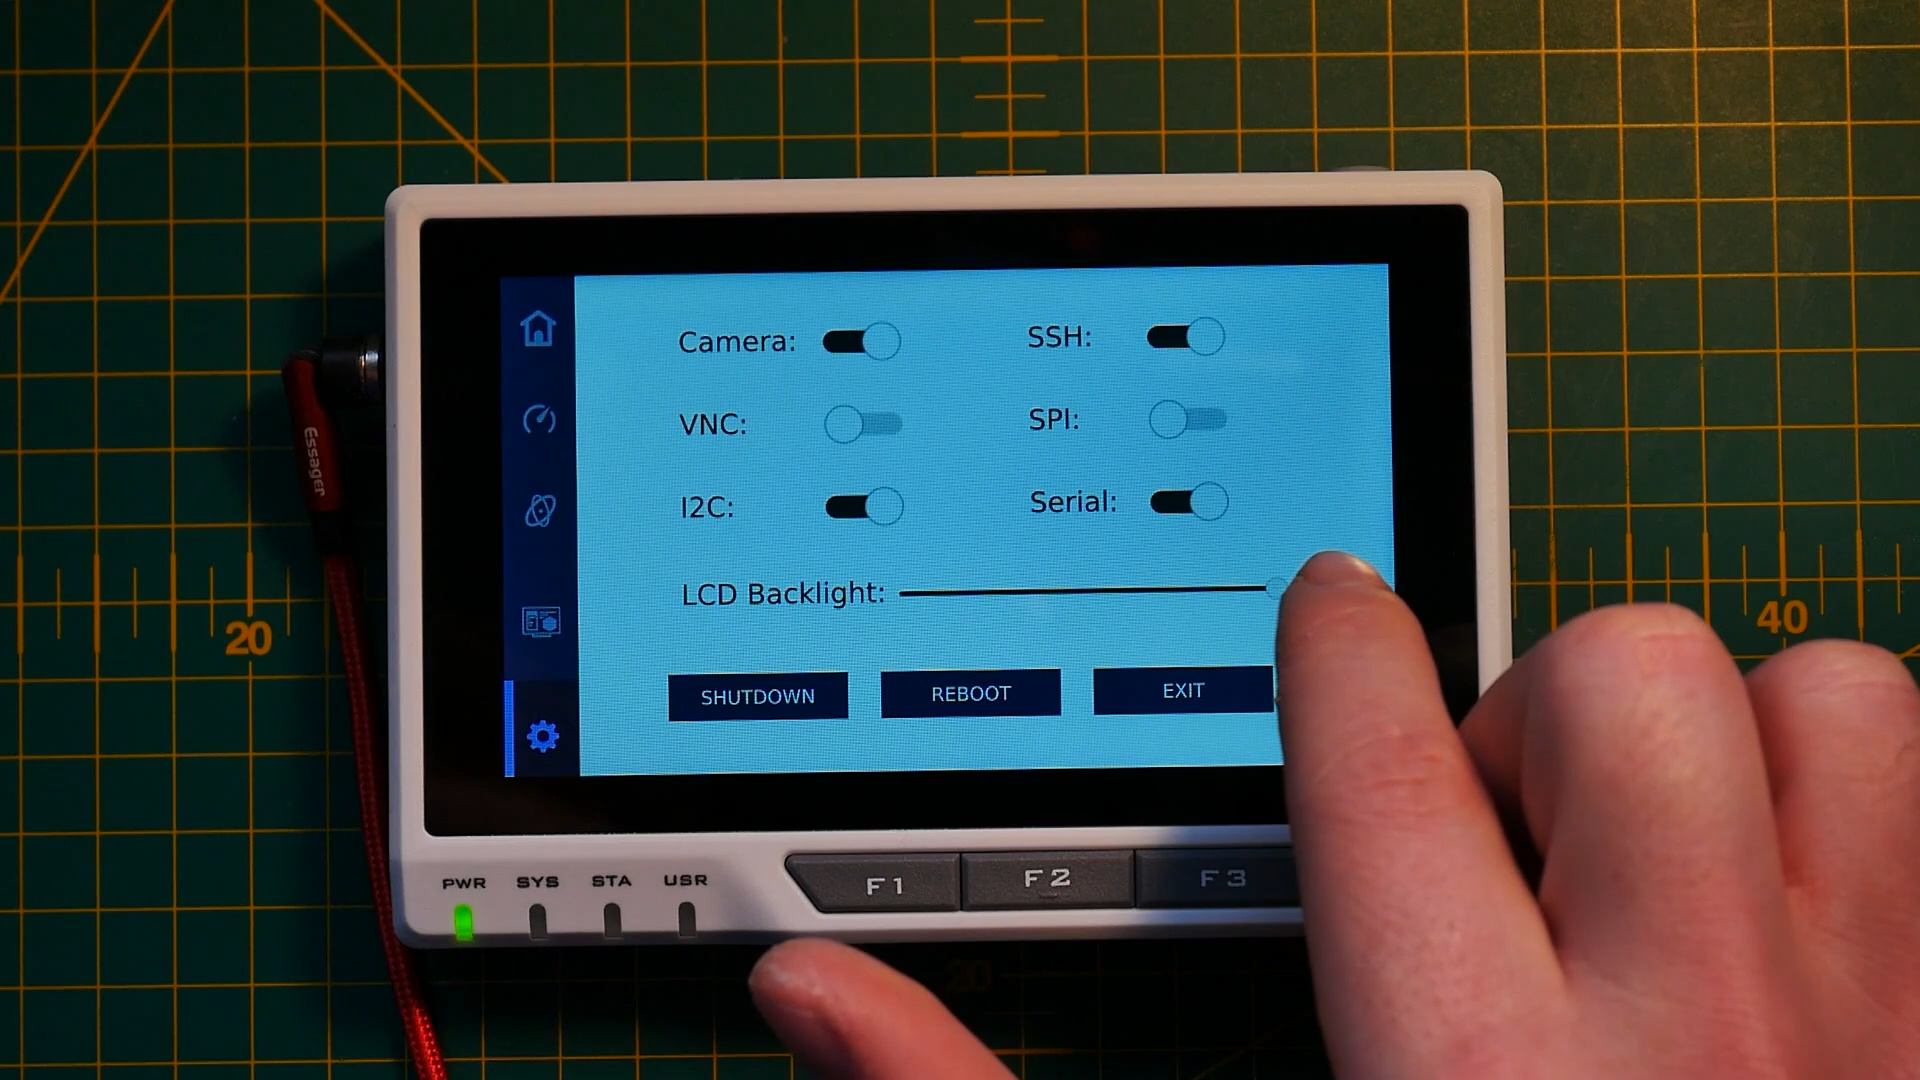 Camera:
SSH:
VNC:
SPI:
I2C:
Serial:
LCD Backlight:
SHUTDOWN
REBOOT
EXIT
PWR
SYS
STA
USR
F1
F2
F3
Essager
20
40
20